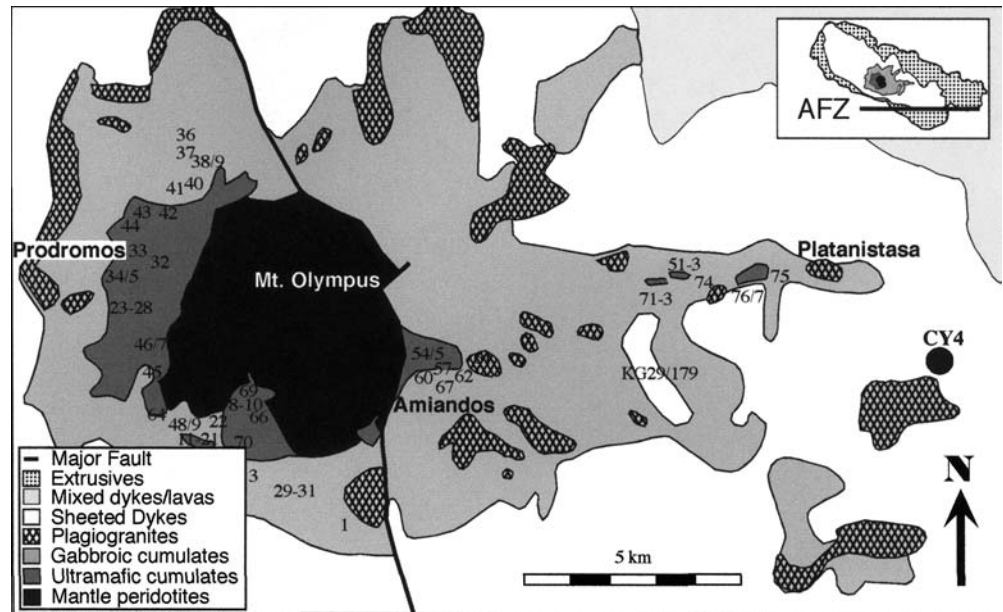 AFZ
36
37
38/9
41 40
43 42
44
Prodromos
33
32
34/5
23-28
46/7
45
64
48/9
22
21
69
8-10
66
70
Mt. Olympus
54/5
57
60 62
67
Amiandos
3
29-31
1
51-3
74
75
71-3
76/7
Platanistasa
KG29/179
CY4
N
5 km
Major Fault
Extrusives
Mixed dykes/lavas
Sheeted Dykes
Plagiogranites
Gabbroic cumulates
Ultramafic cumulates
Mantle peridotites